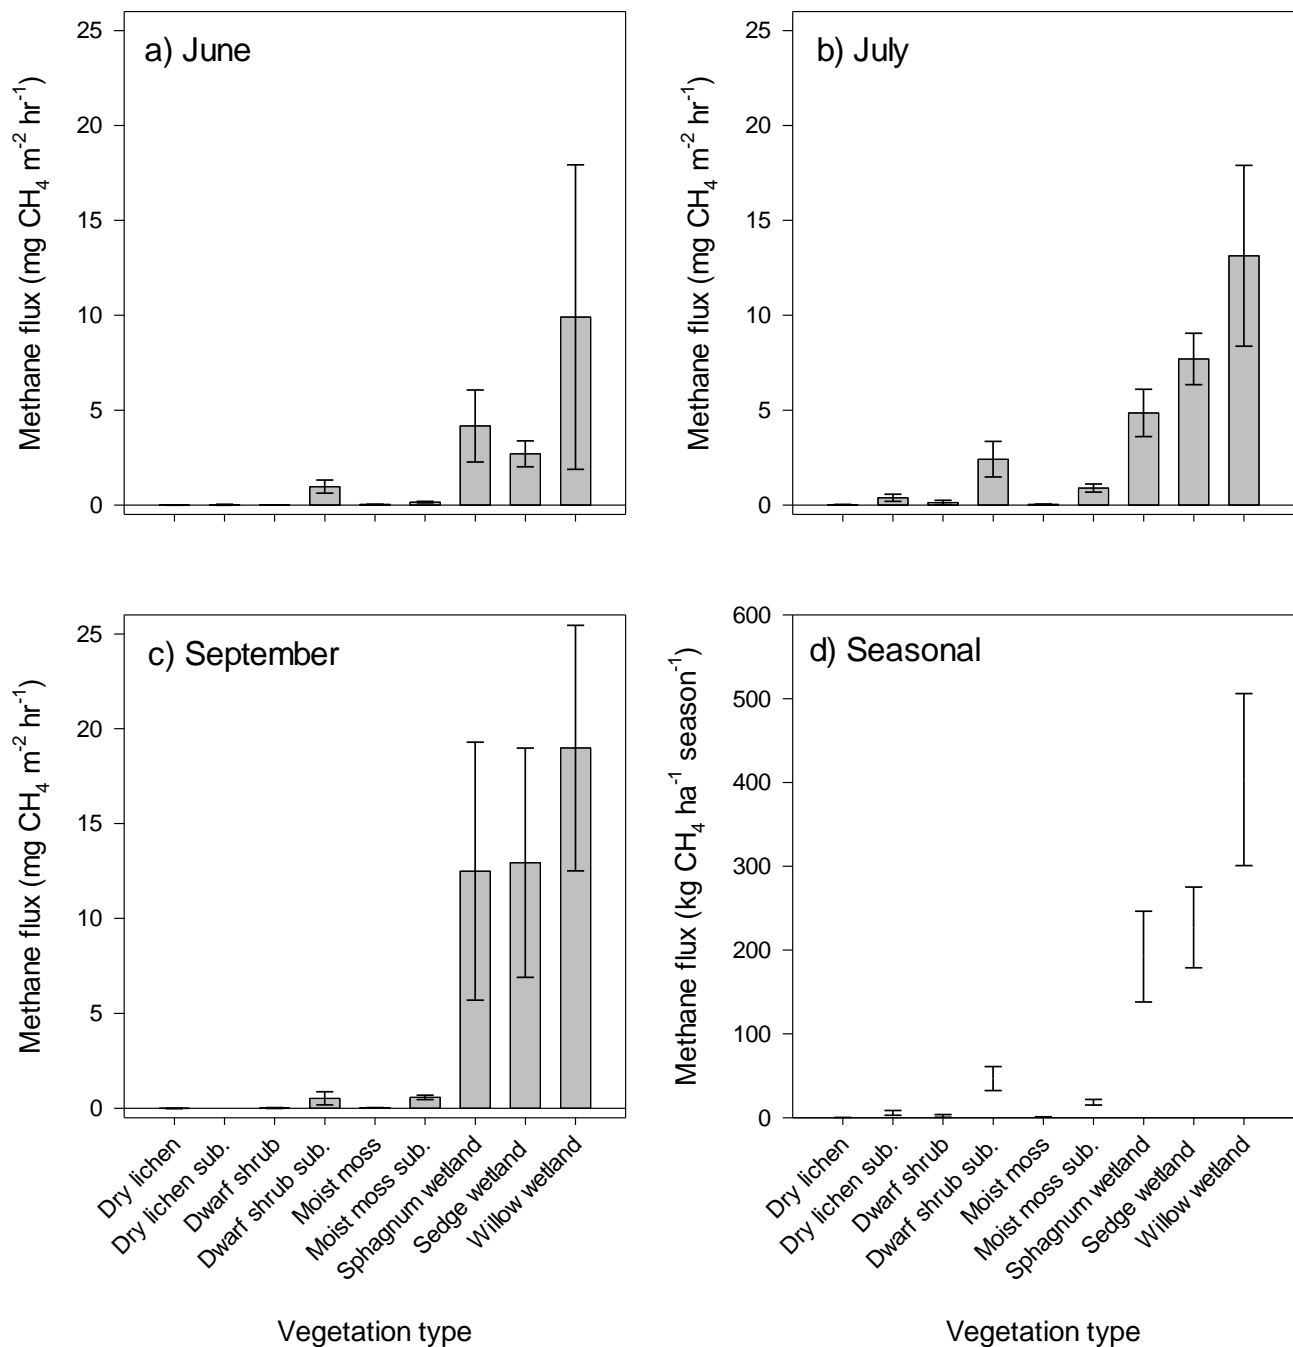 a) June
Methane flux (mg CH₄ m⁻² hr⁻¹)
25
20
15
10
5
0
b) July
Methane flux (mg CH₄ m⁻² hr⁻¹)
25
20
15
10
5
0
c) September
Methane flux (mg CH₄ m⁻² hr⁻¹)
25
20
15
10
5
0
Dry lichen
Dry lichen sub.
Dwarf shrub
Dwarf shrub sub.
Moist moss
Moist moss sub.
Sphagnum wetland
Sedge wetland
Willow wetland
Vegetation type
d) Seasonal
Methane flux (kg CH₄ ha⁻¹ season⁻¹)
600
500
400
300
200
100
0
Dry lichen
Dry lichen sub.
Dwarf shrub
Dwarf shrub sub.
Moist moss
Moist moss sub.
Sphagnum wetland
Sedge wetland
Willow wetland
Vegetation type